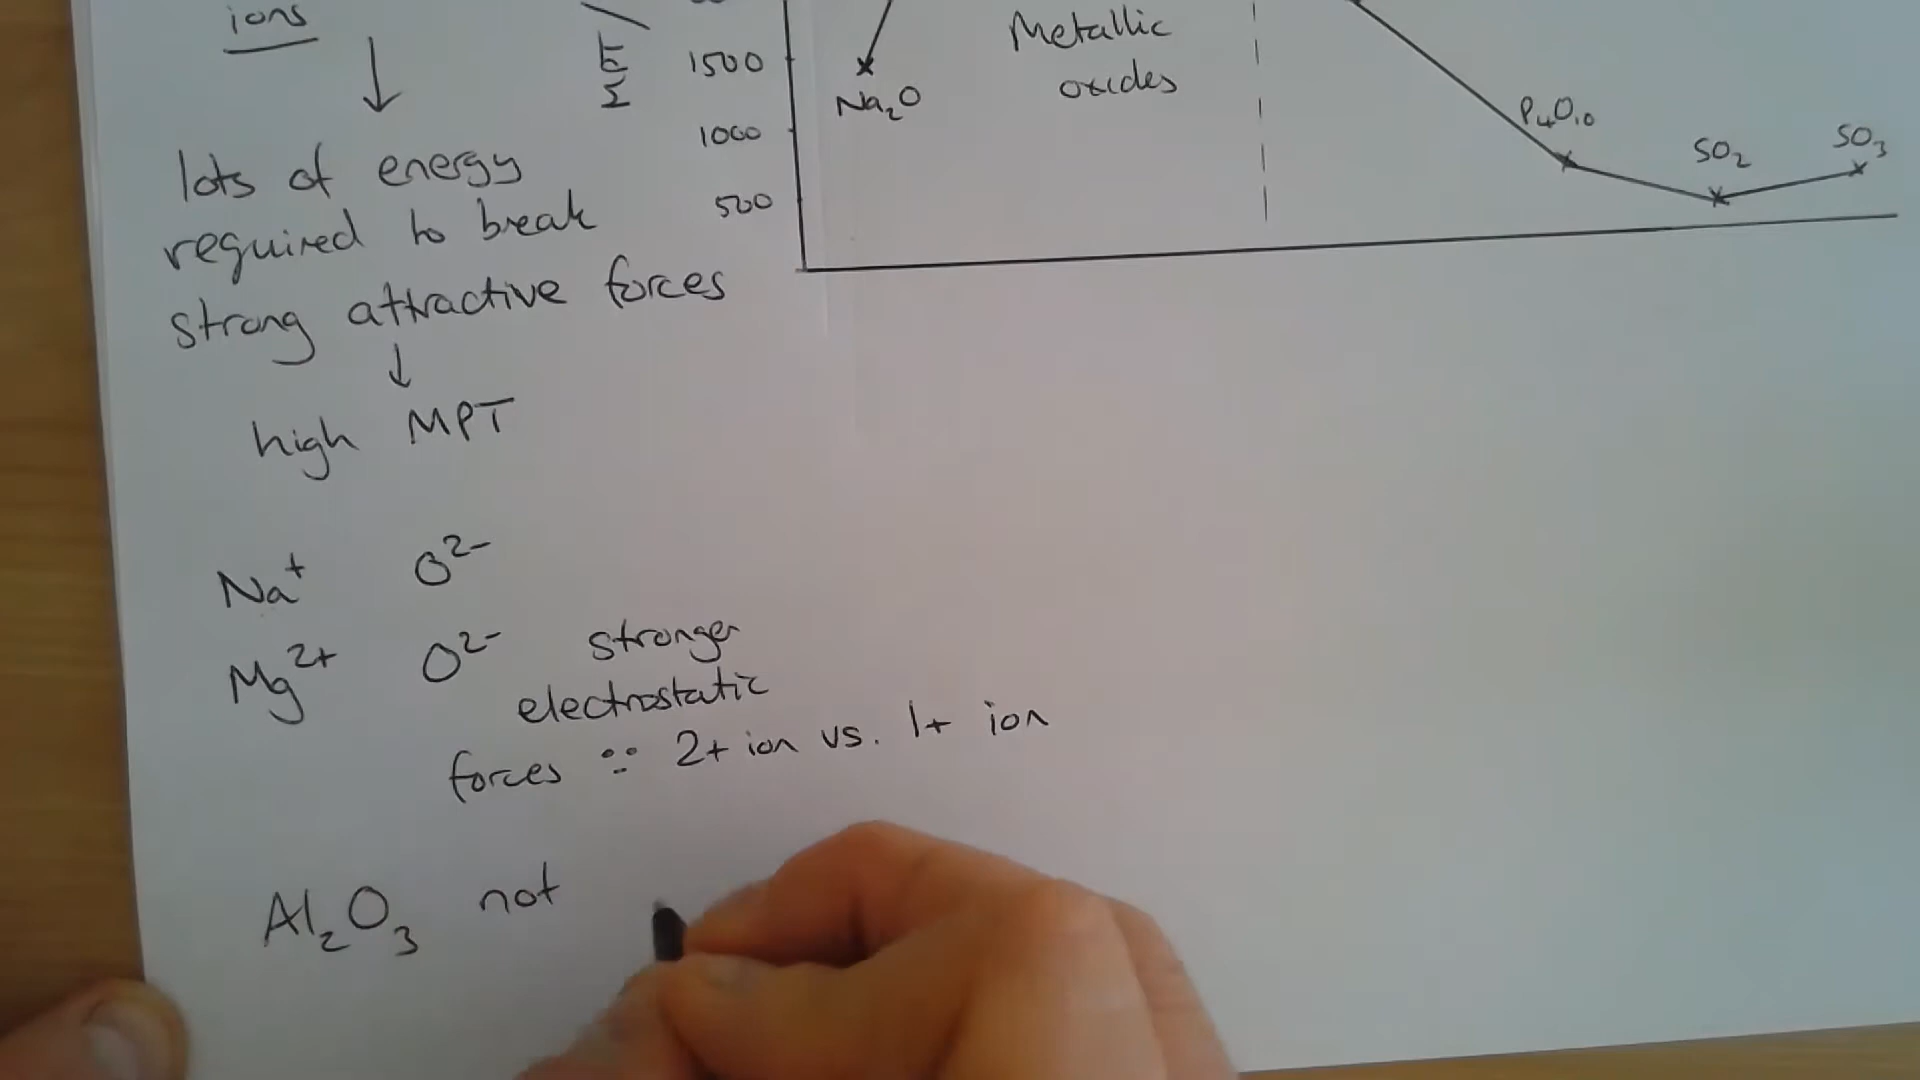 ions
lots of energy
required to break
strong attractive forces
high MPT
Na⁺ O²⁻
Mg²⁺ O²⁻ stronger
electrostatic
forces ∵ 2+ ion vs. 1+ ion
Al₂O₃ not
MPT /
1500
1000
500
Na₂O
Metallic
oxides
P₄O₁₀
SO₂
SO₃